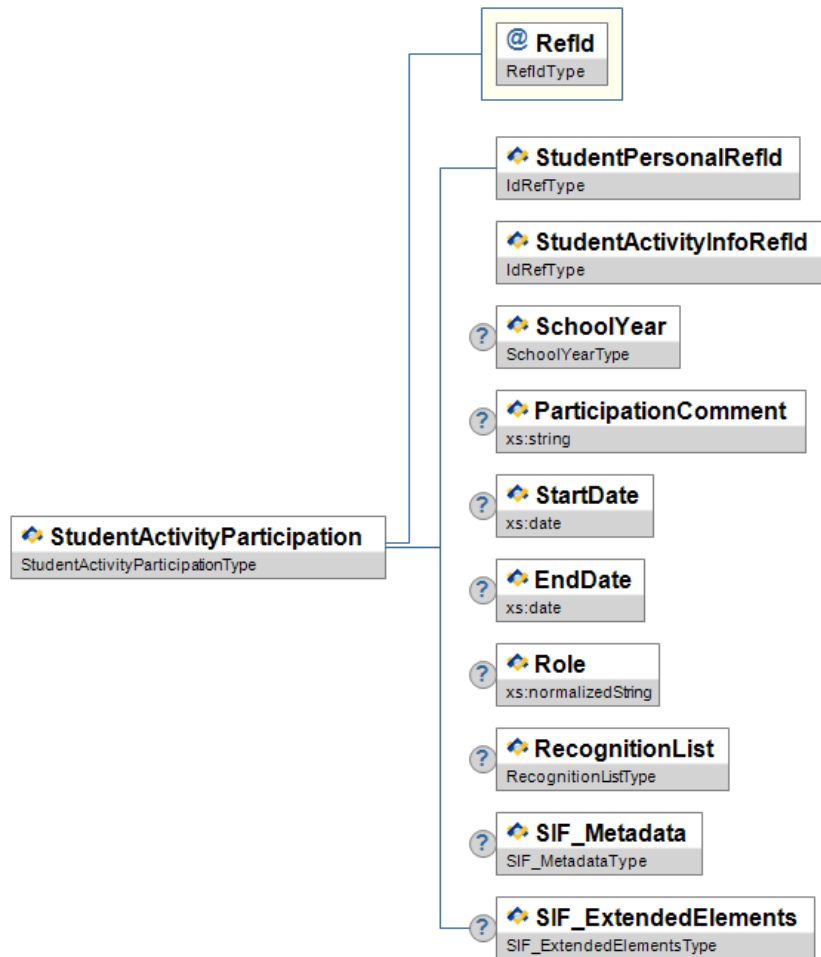 @ RefId
RefIdType
StudentPersonalRefId
IdRefType
StudentActivityInfoRefId
IdRefType
? SchoolYear
SchoolYearType
? ParticipationComment
xs:string
? StartDate
xs:date
StudentActivityParticipation
StudentActivityParticipationType
? EndDate
xs:date
? Role
xs:normalizedString
? RecognitionList
RecognitionListType
? SIF_Metadata
SIF_MetadataType
? SIF_ExtendedElements
SIF_ExtendedElementsType